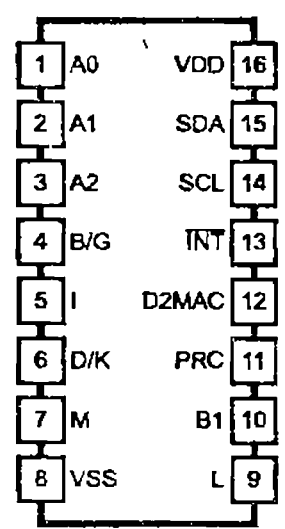 1 A0 VDD 16
2 A1 SDA 15
3 A2 SCL 14
4 B/G INT 13
5 I D2MAC 12
6 D/K PRC 11
7 M B1 10
8 VSS L 9